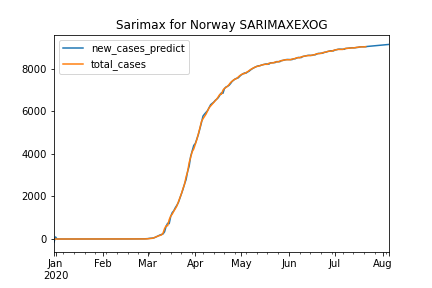 Sarimax for Norway SARIMAXEXOG
new_cases_predict
total_cases
8000
6000
4000
2000
0
Jan Feb Mar Apr May Jun Jul Aug
2020